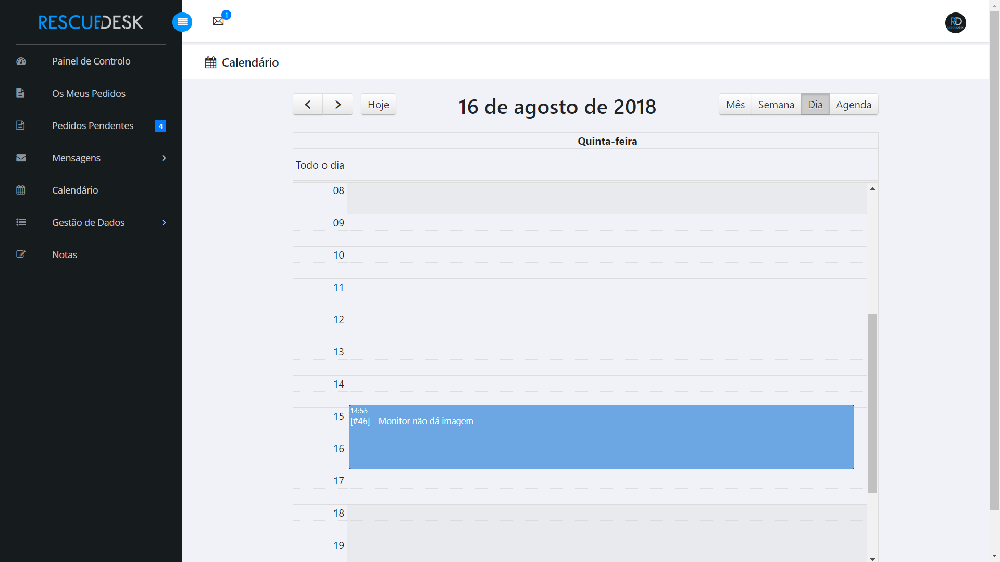 RESCUEDESK
1
RD
RESCUEDESK
Painel de Controlo
Os Meus Pedidos
Pedidos Pendentes 4
Mensagens
Calendário
Gestão de Dados
Notas
Calendário
Hoje
16 de agosto de 2018
Mês Semana Dia Agenda
Quinta-feira
Todo o dia
08
09
10
11
12
13
14
14:55
15
[#46] - Monitor não dá imagem
16
17
18
19